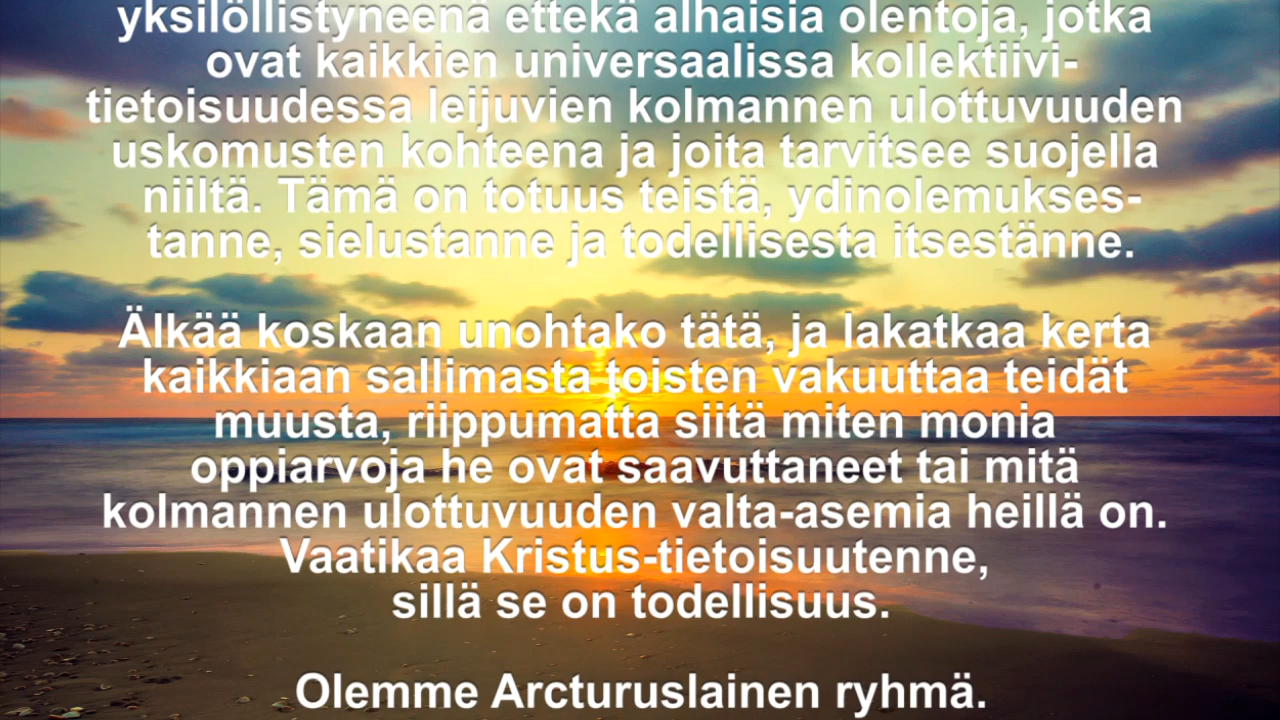 yksilöllistyneenä ettekä alhaisia olentoja, jotka
ovat kaikkien universaalissa kollektiivi-
tietoisuudessa leijuvien kolmannen ulottuvuuden
uskomusten kohteena ja joita tarvitsee suojella
niiltä. Tämä on totuus teistä, ydinolemukses-
tanne, sielustanne ja todellisesta itsestänne.
Älkää koskaan unohtako tätä, ja lakatkaa kerta
kaikkiaan sallimasta toisten vakuuttaa teidät
muusta, riippumatta siitä miten monia
oppiarvoja he ovat saavuttaneet tai mitä
kolmannen ulottuvuuden valta-asemia heillä on.
Vaatikaa Kristus-tietoisuutenne,
sillä se on todellisuus.
Olemme Arcturuslainen ryhmä.